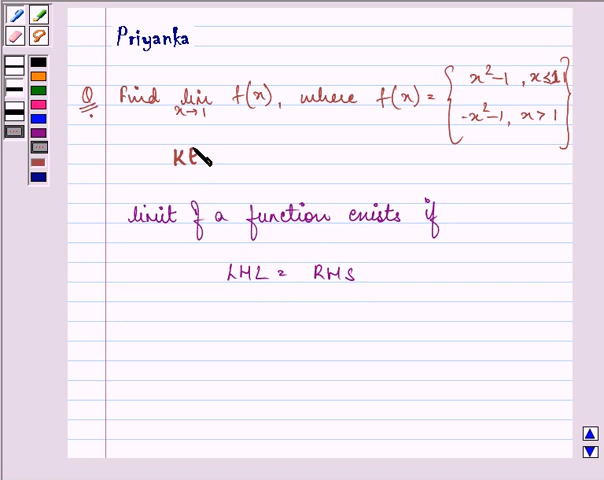 Priyanka
Q Find lim x→1 f(x), where f(x) = { x²-1, x≤1
-x²-1, x>1 }
KE
limit of a function exists if
LHL = RHS